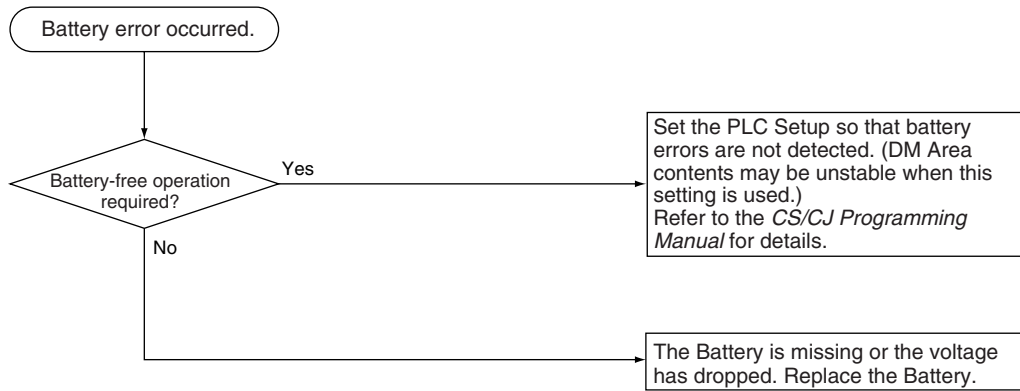 Battery error occurred.
Battery-free operation
required?
Yes
No
Set the PLC Setup so that battery
errors are not detected. (DM Area
contents may be unstable when this
setting is used.)
Refer to the CS/CJ Programming
Manual for details.
The Battery is missing or the voltage
has dropped. Replace the Battery.